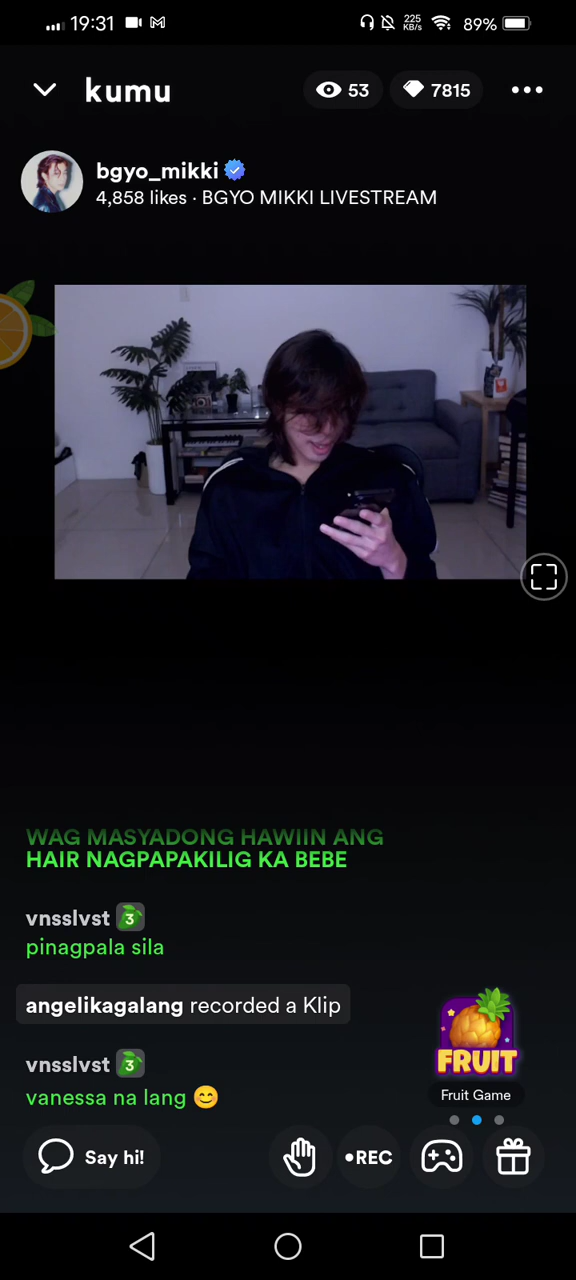 19:31
225
KB/s
89%
kumu
53
7815
bgyo_mikki
4,858 likes · BGYO MIKKI LIVESTREAM
WAG MASYADONG HAWIIN ANG
HAIR NAGPAPAKILIG KA BEBE
vnsslvst 3
pinagpala sila
angelikagalang recorded a Klip
vnsslvst 3
vanessa na lang 😊
FRUIT
Fruit Game
Say hi!
•REC